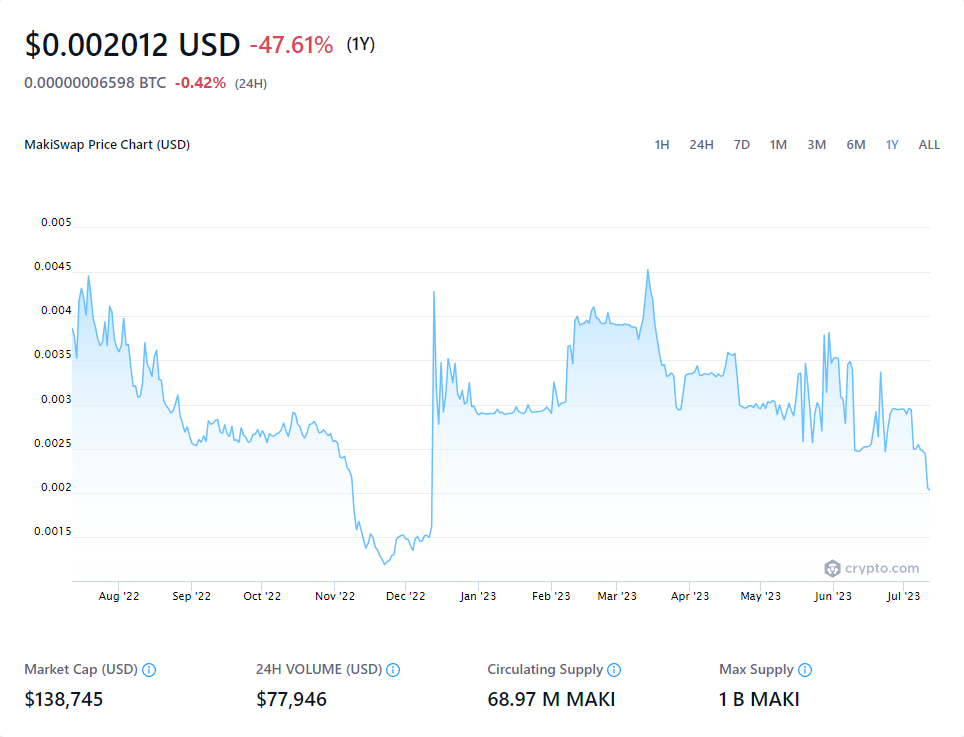 $0.002012 USD -47.61% (1Y)
0.00000006598 BTC -0.42% (24H)
MakiSwap Price Chart (USD) 1H 24H 7D 1M 3M 6M 1Y ALL
0.005
0.0045
0.004
0.0035
0.003
0.0025
0.002
0.0015
crypto.com
Aug '22 Sep '22 Oct '22 Nov '22 Dec '22 Jan '23 Feb '23 Mar '23 Apr '23 May '23 Jun '23 Jul '23
Market Cap (USD) 24H VOLUME (USD) Circulating Supply Max Supply
$138,745 $77,946 68.97 M MAKI 1 B MAKI